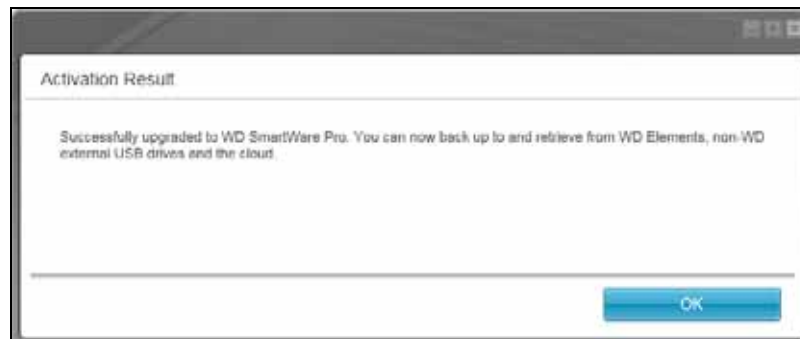 Activation Result
Successfully upgraded to WD SmartWare Pro. You can now back up to and retrieve from WD Elements, non-WD
external USB drives and the cloud.
OK